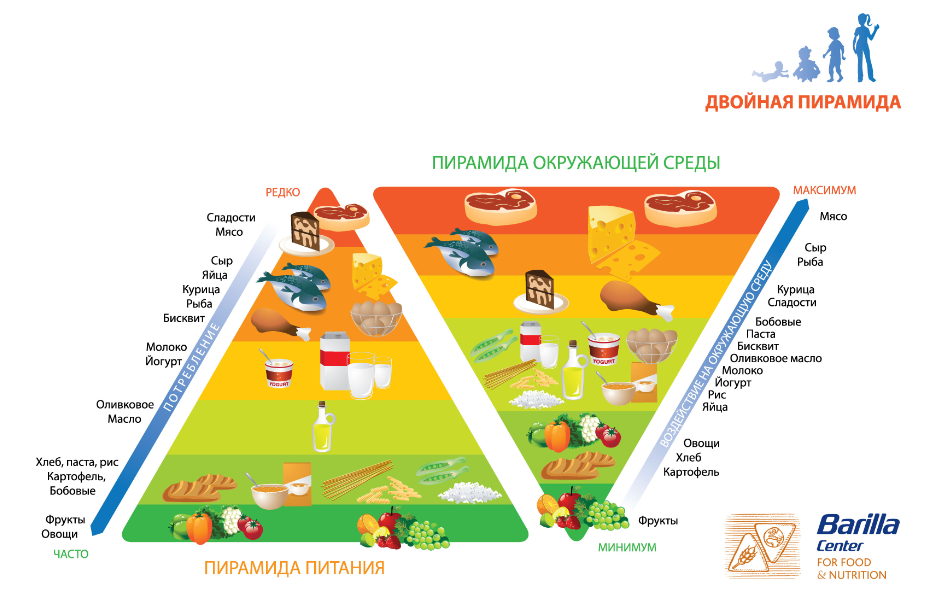 ДВОЙНАЯ ПИРАМИДА
ПИРАМИДА ОКРУЖАЮЩЕЙ СРЕДЫ
РЕДКО
Сладости
Мясо
Сыр
Яйца
Курица
Рыба
Бисквит
Молоко
Йогурт
Оливковое
Масло
Хлеб, паста, рис
Картофель,
Бобовые
Фрукты
Овощи
ЧАСТО
ПОТРЕБЛЕНИЕ
YOGURT
ПИРАМИДА ПИТАНИЯ
YOGURT
МАКСИМУМ
Мясо
Сыр
Рыба
Курица
Сладости
Бобовые
Паста
Бисквит
Оливковое масло
Молоко
Йогурт
Рис
Яйца
Овощи
Хлеб
Картофель
Фрукты
МИНИМУМ
ВОЗДЕЙСТВИЕ НА ОКРУЖАЮЩУЮ СРЕДУ
Barilla
Center
FOR FOOD
& NUTRITION